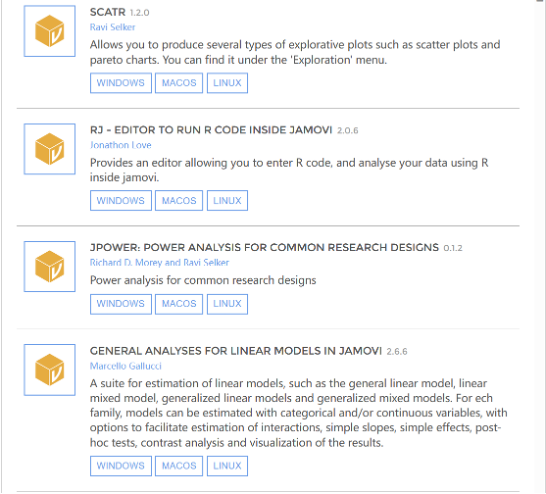 SCATR 1.2.0
Ravi Selker
Allows you to produce several types of explorative plots such as scatter plots and
pareto charts. You can find it under the 'Exploration' menu.
WINDOWS MACOS LINUX
RJ - EDITOR TO RUN R CODE INSIDE JAMOVI 2.0.6
Jonathon Love
Provides an editor allowing you to enter R code, and analyse your data using R
inside jamovi.
WINDOWS MACOS LINUX
JPOWER: POWER ANALYSIS FOR COMMON RESEARCH DESIGNS 0.1.2
Richard D. Morey and Ravi Selker
Power analysis for common research designs
WINDOWS MACOS LINUX
GENERAL ANALYSES FOR LINEAR MODELS IN JAMOVI 2.6.6
Marcello Gallucci
A suite for estimation of linear models, such as the general linear model, linear
mixed model, generalized linear models and generalized mixed models. For ech
family, models can be estimated with categorical and/or continuous variables, with
options to facilitate estimation of interactions, simple slopes, simple effects, post-
hoc tests, contrast analysis and visualization of the results.
WINDOWS MACOS LINUX